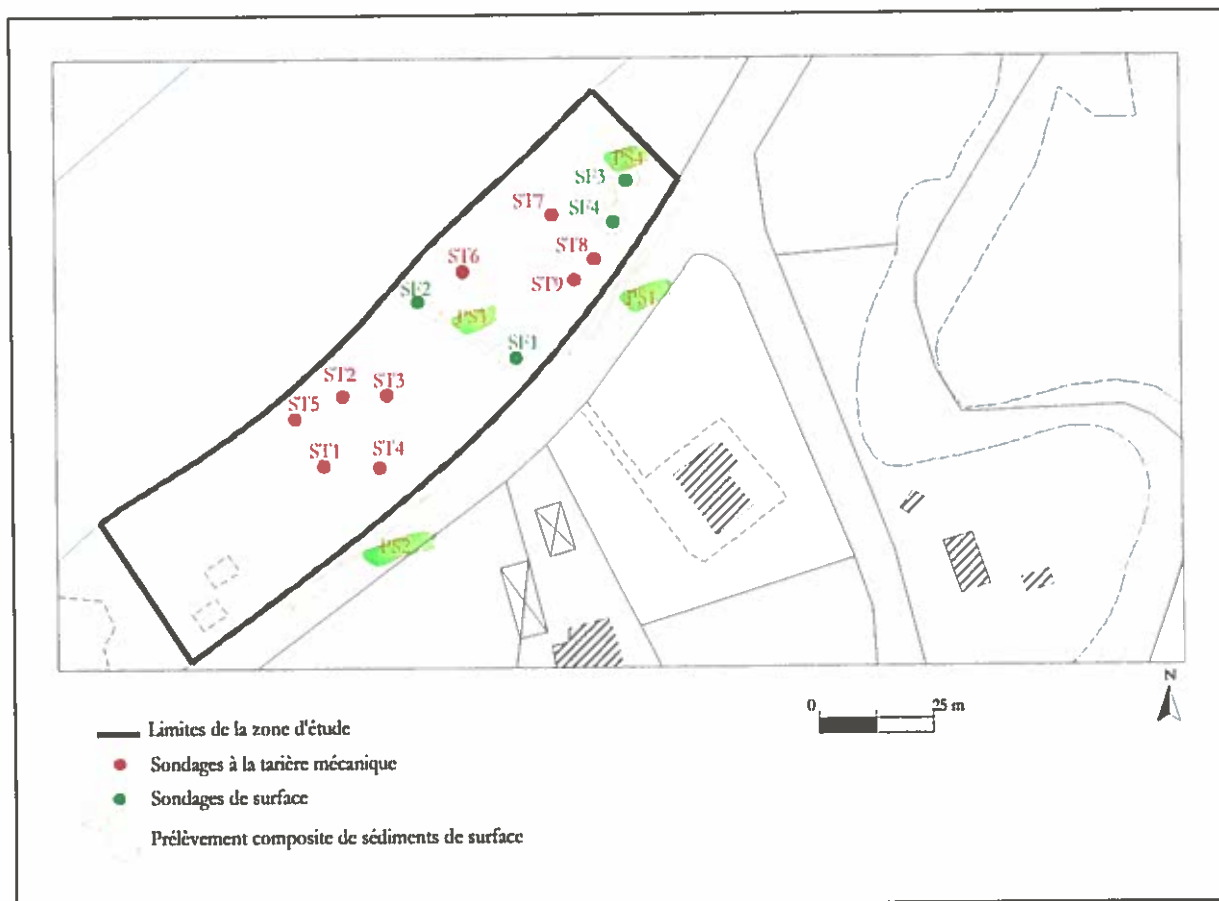 PS4
SF3
ST7
SF4
ST8
ST6
ST9
SF2
PS1
PS3
SF1
ST2
ST3
ST5
ST1
ST4
PS2
N
0
25 m
Limites de la zone d'étude
Sondages à la tarière mécanique
Sondages de surface
Prélèvement composite de sédiments de surface